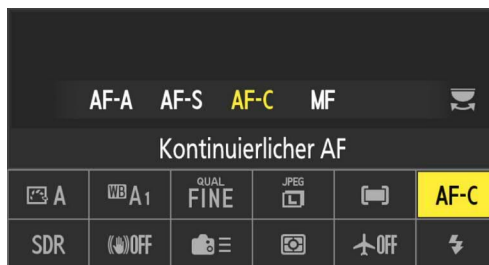 AF-A AF-S AF-C MF
Kontinuierlicher AF
A WB A1 QUAL FINE JPEG L AF-C
SDR OFF OFF